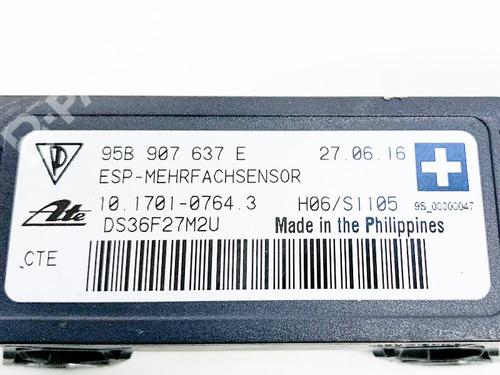 95B 907 637 E 27.06.16
ESP-MEHRFACHSENSOR
Ate 10.1701-0764.3 H06/S1105 9S_00000047
DS36F27M2U Made in the Philippines
CTE